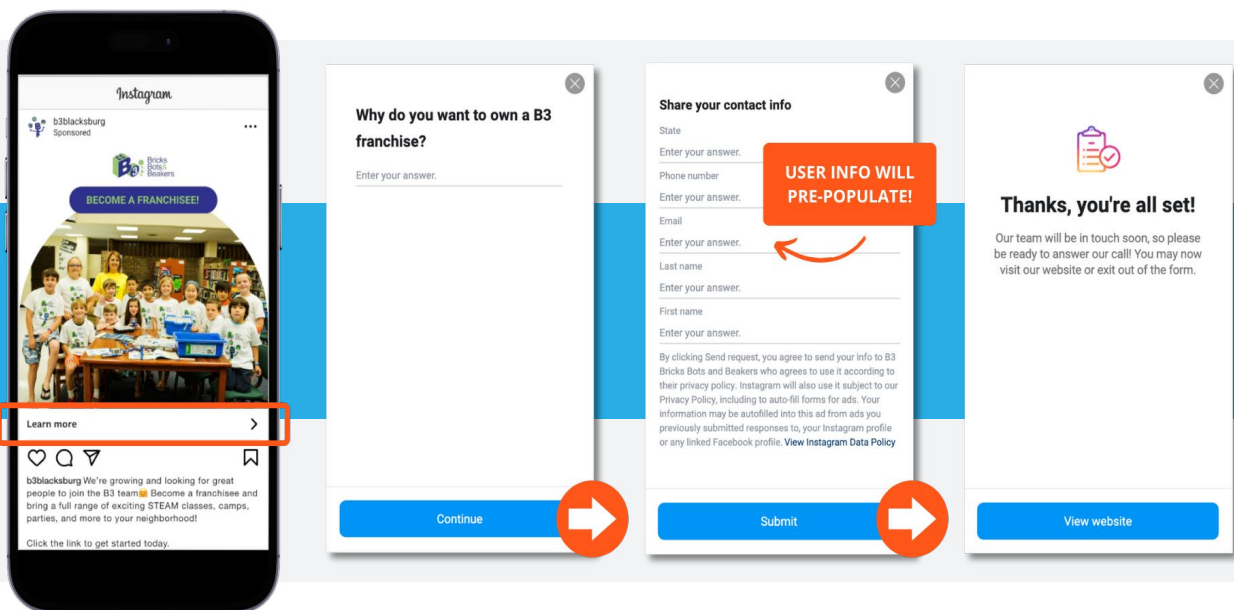 Instagram
b3blacksburg
Sponsored
B3
Bricks
Bots &
Beakers
BECOME A FRANCHISEE!
Learn more
b3blacksburg We're growing and looking for great
people to join the B3 team🤗 Become a franchisee and
bring a full range of exciting STEAM classes, camps,
parties, and more to your neighborhood!
Click the link to get started today.
Why do you want to own a B3
franchise?
Enter your answer.
Continue
Share your contact info
State
Enter your answer.
Phone number
Enter your answer.
Email
Enter your answer.
Last name
Enter your answer.
First name
Enter your answer.
USER INFO WILL
PRE-POPULATE!
By clicking Send request, you agree to send your info to B3
Bricks Bots and Beakers who agrees to use it according to
their privacy policy. Instagram will also use it subject to our
Privacy Policy, including to auto-fill forms for ads. Your
information may be autofilled into this ad from ads you
previously submitted responses to, your Instagram profile
or any linked Facebook profile. View Instagram Data Policy
Submit
Thanks, you're all set!
Our team will be in touch soon, so please
be ready to answer our call! You may now
visit our website or exit out of the form.
View website